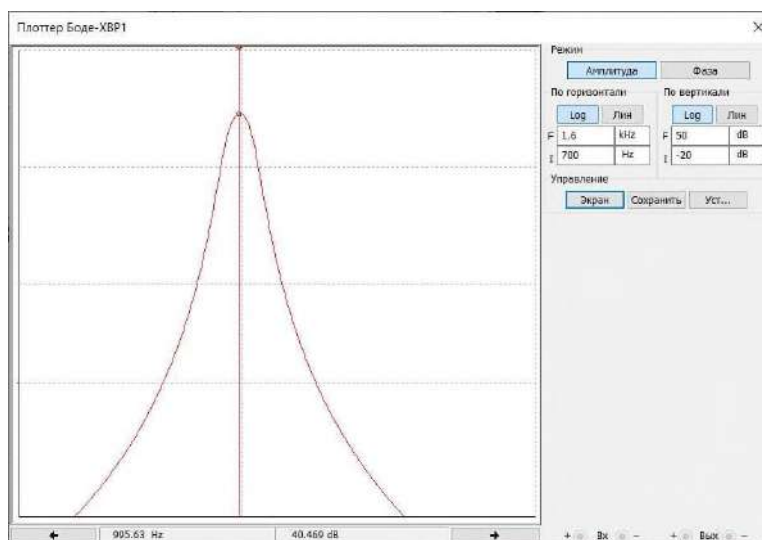 Плоттер Боде-XBP1
Режим
Амплитуда Фаза
По горизонтали По вертикали
Log Лин Log Лин
F 1.6 kHz F 50 dB
I 700 Hz I -20 dB
Управление
Экран Сохранить Уст...
995.63 Hz 40.469 dB
+ Вх - + Вых -